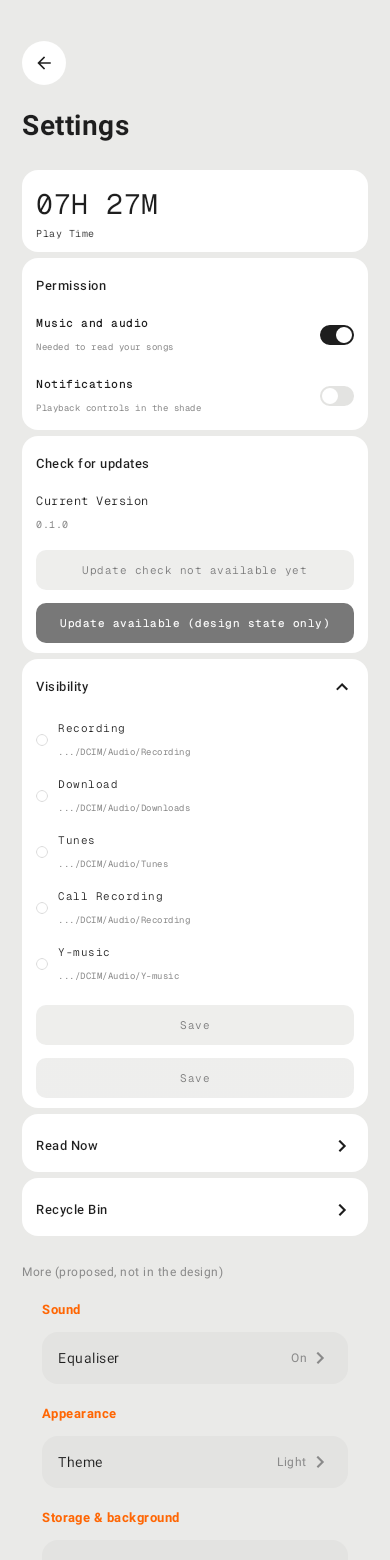 Settings
07H 27M
Play Time
Permission
Music and audio
Needed to read your songs
Notifications
Playback controls in the shade
Check for updates
Current Version
0.1.0
Update check not available yet
Update available (design state only)
Visibility
Recording
.../DCIM/Audio/Recording
Download
.../DCIM/Audio/Downloads
Tunes
.../DCIM/Audio/Tunes
Call Recording
.../DCIM/Audio/Recording
Y-music
.../DCIM/Audio/Y-music
Save
Save
Read Now
Recycle Bin
More (proposed, not in the design)
Sound
Equaliser On
Appearance
Theme Light
Storage & background